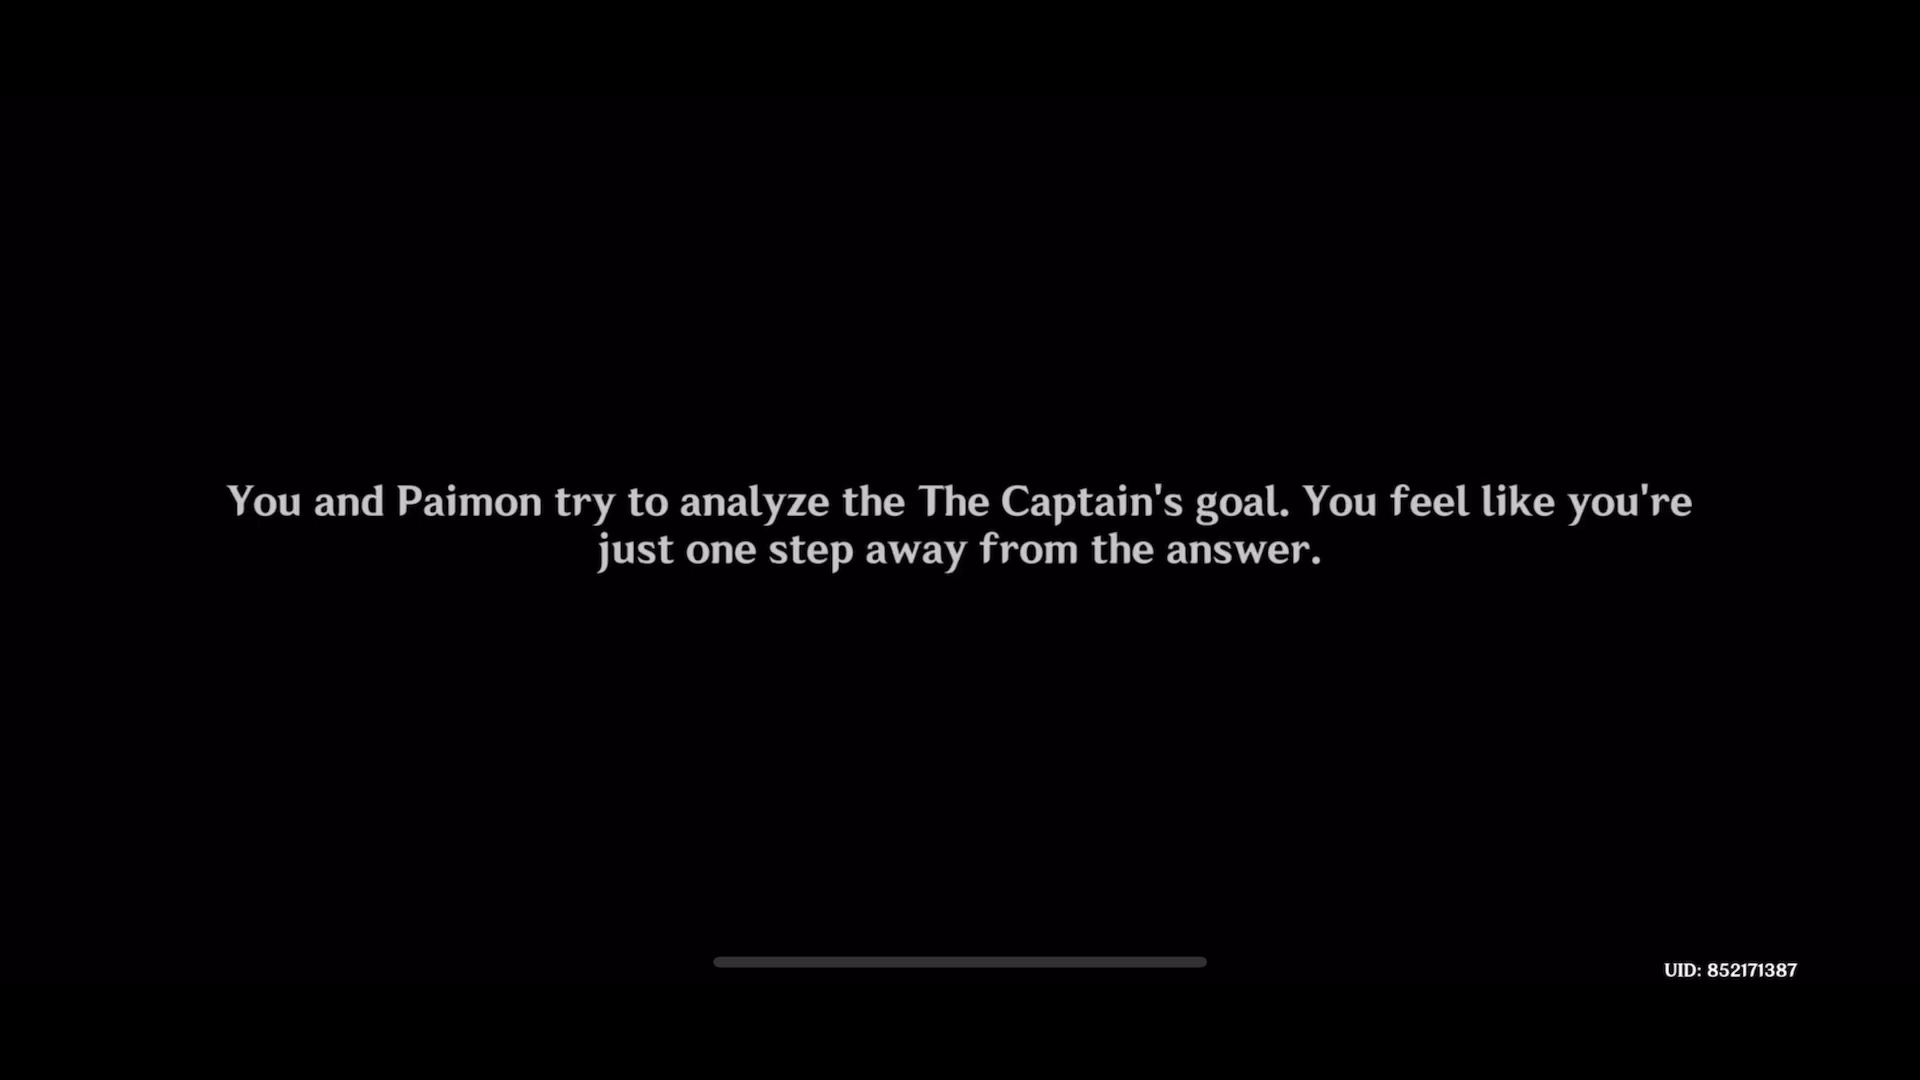 You and Paimon try to analyze the The Captain's goal. You feel like you're
just one step away from the answer.
UID: 852171387